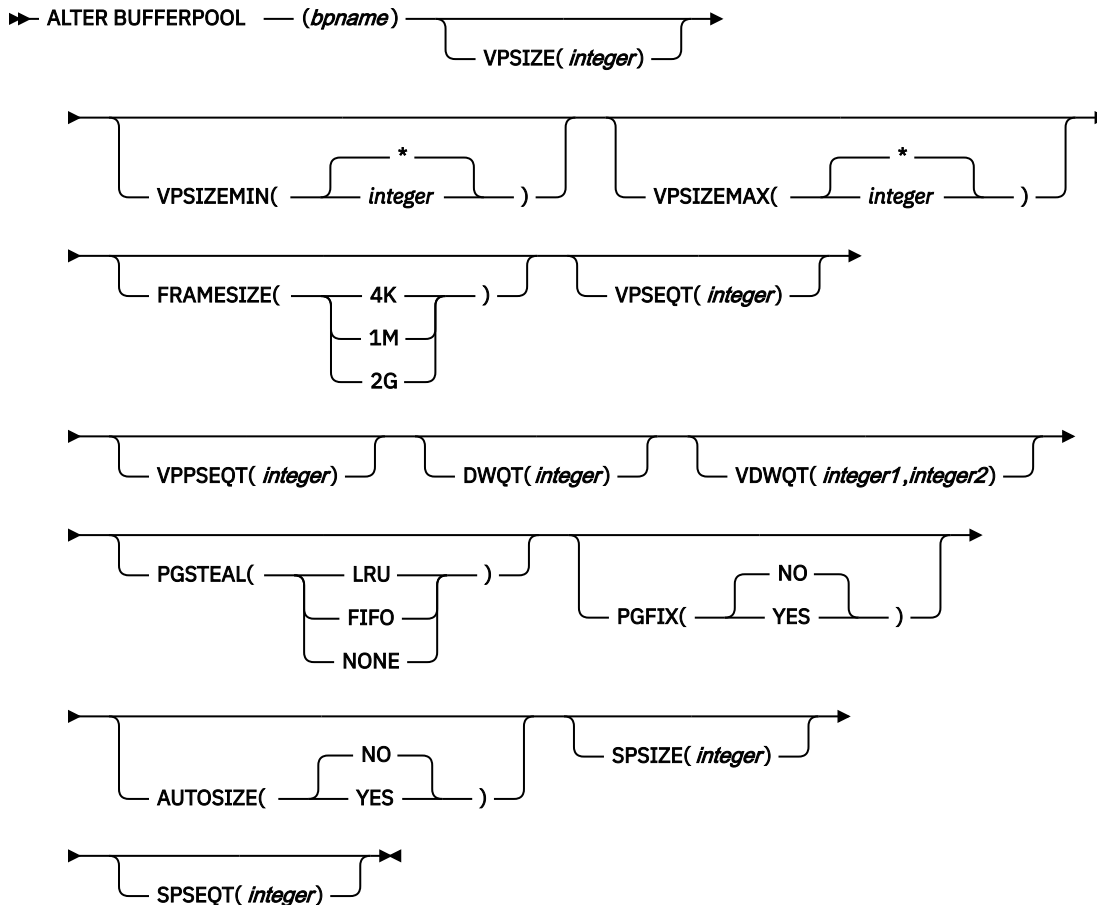 ALTER BUFFERPOOL (bpname)
VPSIZE( integer)
*
*
VPSIZEMIN( integer )
VPSIZEMAX( integer )
FRAMESIZE( 4K )
1M
2G
VPSEQT( integer)
VPPSEQT( integer)
DWQT( integer)
VDWQT( integer1,integer2)
PGSTEAL( LRU )
FIFO
NONE
NO
PGFIX( YES )
NO
AUTOSIZE( YES )
SPSIZE( integer)
SPSEQT( integer)